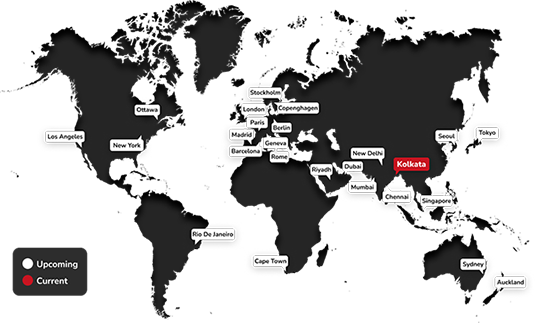 Stockholm
Ottawa
London
Copenghagen
Paris
Berlin
Los Angeles
Madrid
Seoul
Tokyo
New York
Geneva
Barcelona
Rome
New Delhi
Kolkata
Riyadh
Dubai
Mumbai
Chennai
Singapore
Rio De Janeiro
Cape Town
Sydney
Auckland
Upcoming
Current